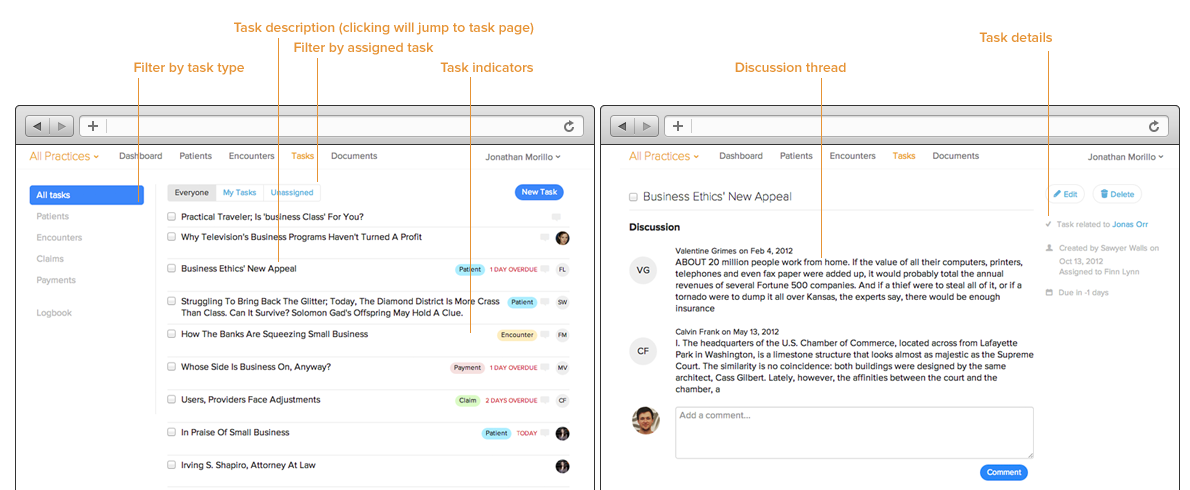 Task description (clicking will jump to task page)
Filter by assigned task
Task details
Filter by task type
Task indicators
Discussion thread
All Practices
Dashboard
Patients
Encounters
Tasks
Documents
Jonathan Morillo
All tasks
Patients
Encounters
Claims
Payments
Logbook
Everyone
My Tasks
Unassigned
New Task
Practical Traveler; Is 'business Class' For You?
Why Television's Business Programs Haven't Turned A Profit
Business Ethics' New Appeal
Patient
1 DAY OVERDUE
FL
Struggling To Bring Back The Glitter; Today, The Diamond District Is More Crass
Than Class. Can It Survive? Solomon Gad's Offspring May Hold A Clue.
Patient
SW
How The Banks Are Squeezing Small Business
Encounter
FM
Whose Side Is Business On, Anyway?
Payment
1 DAY OVERDUE
MV
Users, Providers Face Adjustments
Claim
2 DAYS OVERDUE
CF
In Praise Of Small Business
Patient
TODAY
Irving S. Shapiro, Attorney At Law
All Practices
Dashboard
Patients
Encounters
Tasks
Documents
Jonathan Morillo
Business Ethics' New Appeal
Edit
Delete
Discussion
Task related to Jonas Orr
Created by Sawyer Walls on
Oct 13, 2012
Assigned to Finn Lynn
Due in -1 days
VG
Valentine Grimes on Feb 4, 2012
ABOUT 20 million people work from home. If the value of all their computers, printers,
telephones and even fax paper were added up, it would probably total the annual
revenues of several Fortune 500 companies. And if a thief were to steal all of it, or if a
tornado were to dump it all over Kansas, the experts say, there would be enough
insurance
CF
Calvin Frank on May 13, 2012
I. The headquarters of the U.S. Chamber of Commerce, located across from Lafayette
Park in Washington, is a limestone structure that looks almost as majestic as the Supreme
Court. The similarity is no coincidence: both buildings were designed by the same
architect, Cass Gilbert. Lately, however, the affinities between the court and the
chamber, a
Add a comment...
Comment